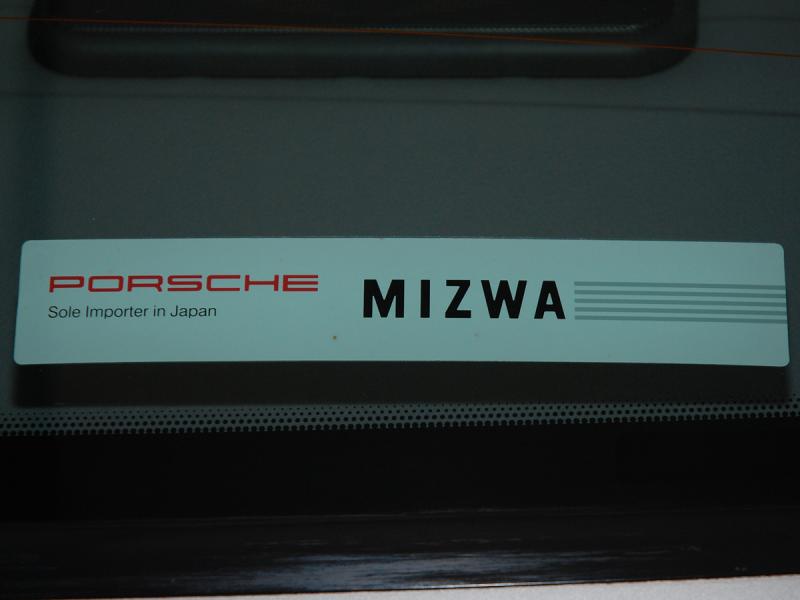 PORSCHE
Sole Importer in Japan
MIZWA